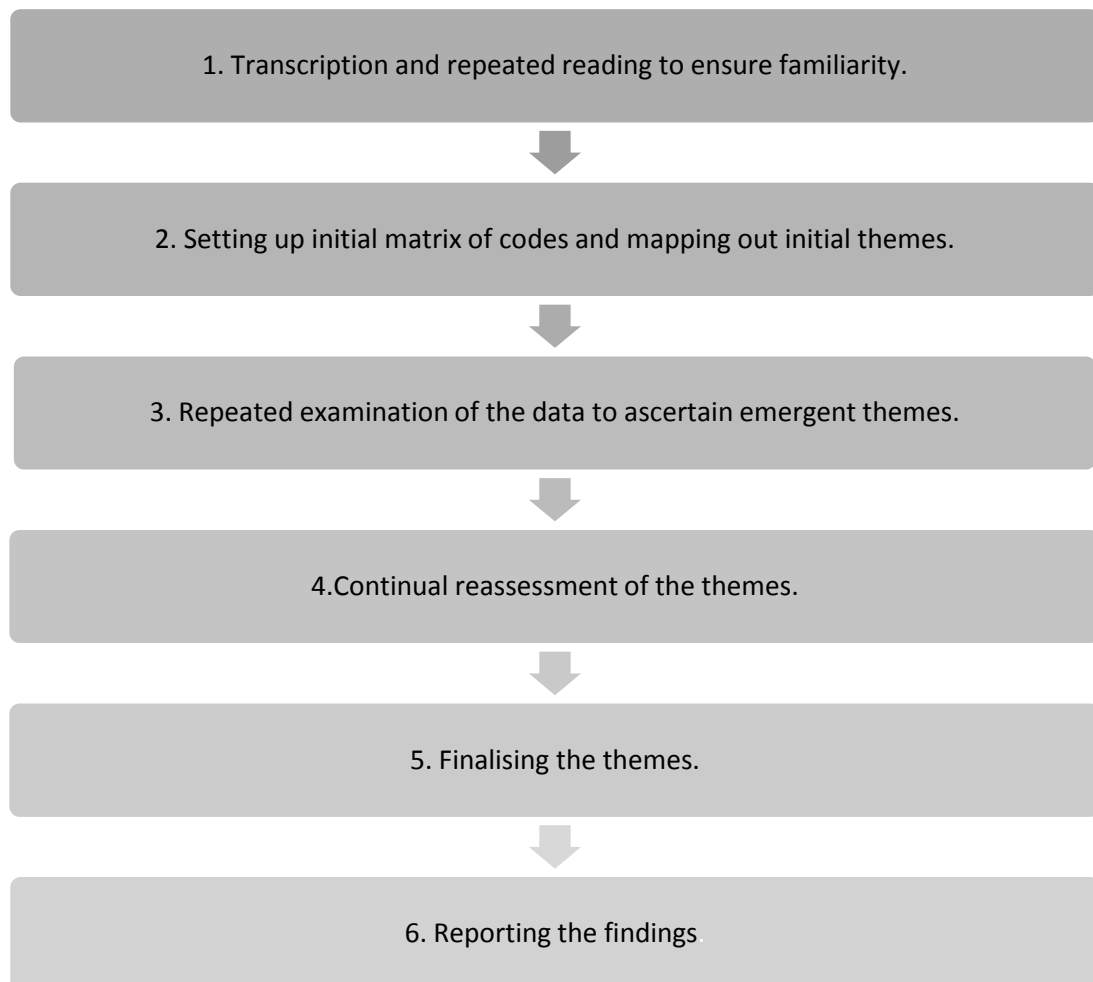 1. Transcription and repeated reading to ensure familiarity.
2. Setting up initial matrix of codes and mapping out initial themes.
3. Repeated examination of the data to ascertain emergent themes.
4.Continual reassessment of the themes.
5. Finalising the themes.
6. Reporting the findings.